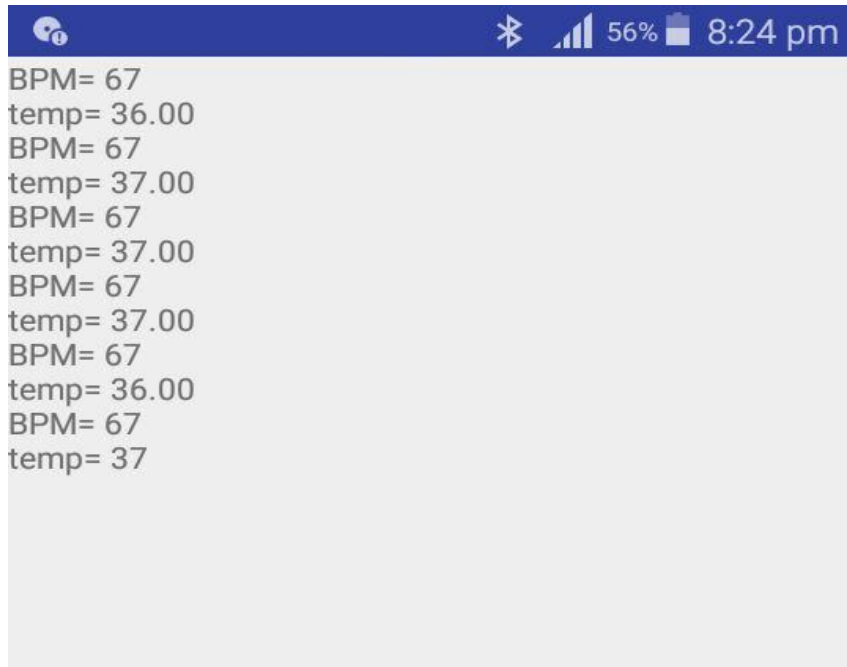 56% 8:24 pm
BPM= 67
temp= 36.00
BPM= 67
temp= 37.00
BPM= 67
temp= 37.00
BPM= 67
temp= 37.00
BPM= 67
temp= 36.00
BPM= 67
temp= 37